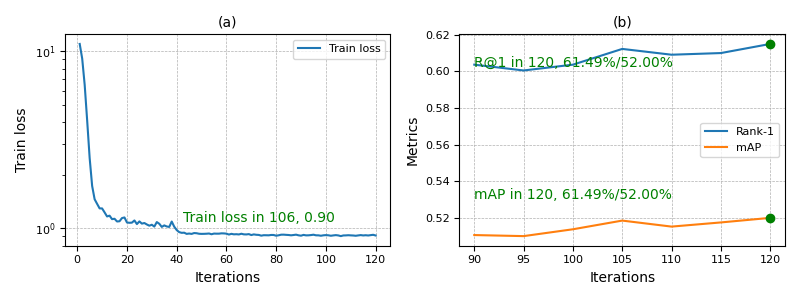 (a)
Train loss
10¹
10⁰
Train loss
Train loss in 106, 0.90
0
20
40
60
80
100
120
Iterations
(b)
Metrics
0.62
0.60
0.58
0.56
0.54
0.52
R@1 in 120, 61.49%/52.00%
Rank-1
mAP
mAP in 120, 61.49%/52.00%
90
95
100
105
110
115
120
Iterations